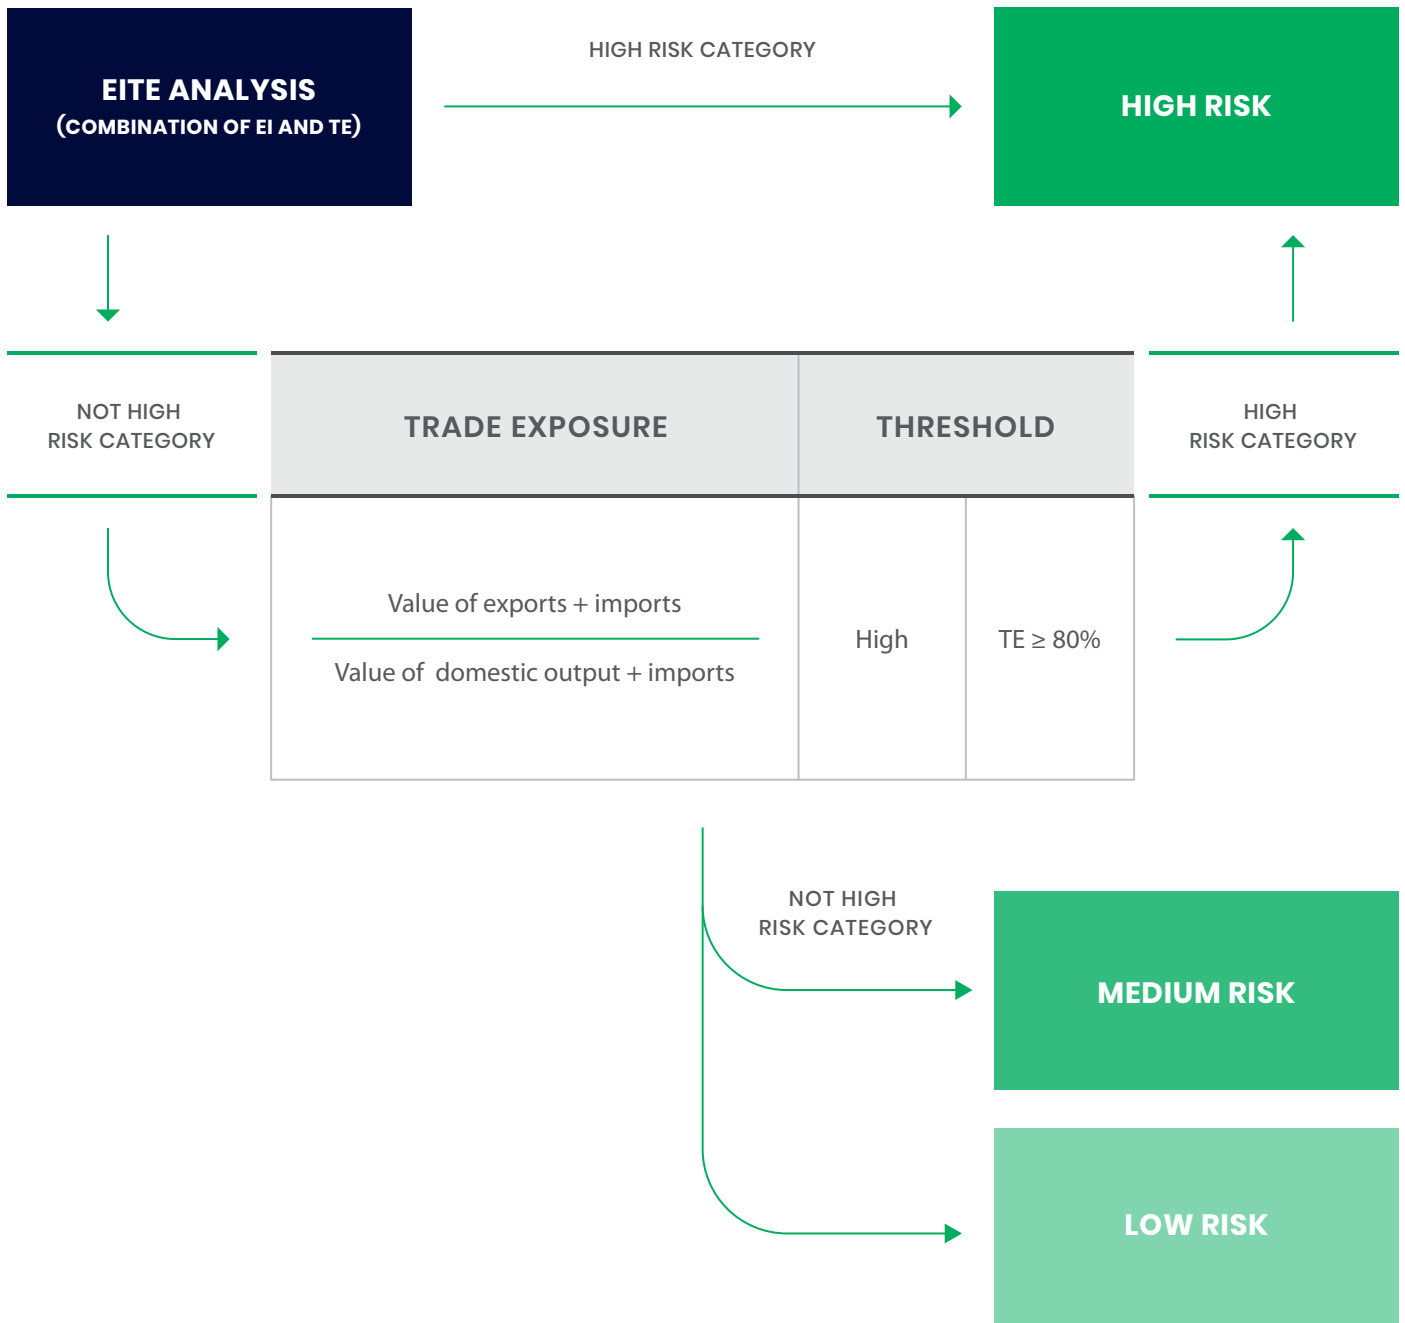 EITE ANALYSIS
(COMBINATION OF EI AND TE)
HIGH RISK CATEGORY
HIGH RISK
NOT HIGH
RISK CATEGORY
TRADE EXPOSURE
THRESHOLD
HIGH
RISK CATEGORY
Value of exports + imports
Value of domestic output + imports
High
TE ≥ 80%
NOT HIGH
RISK CATEGORY
MEDIUM RISK
LOW RISK